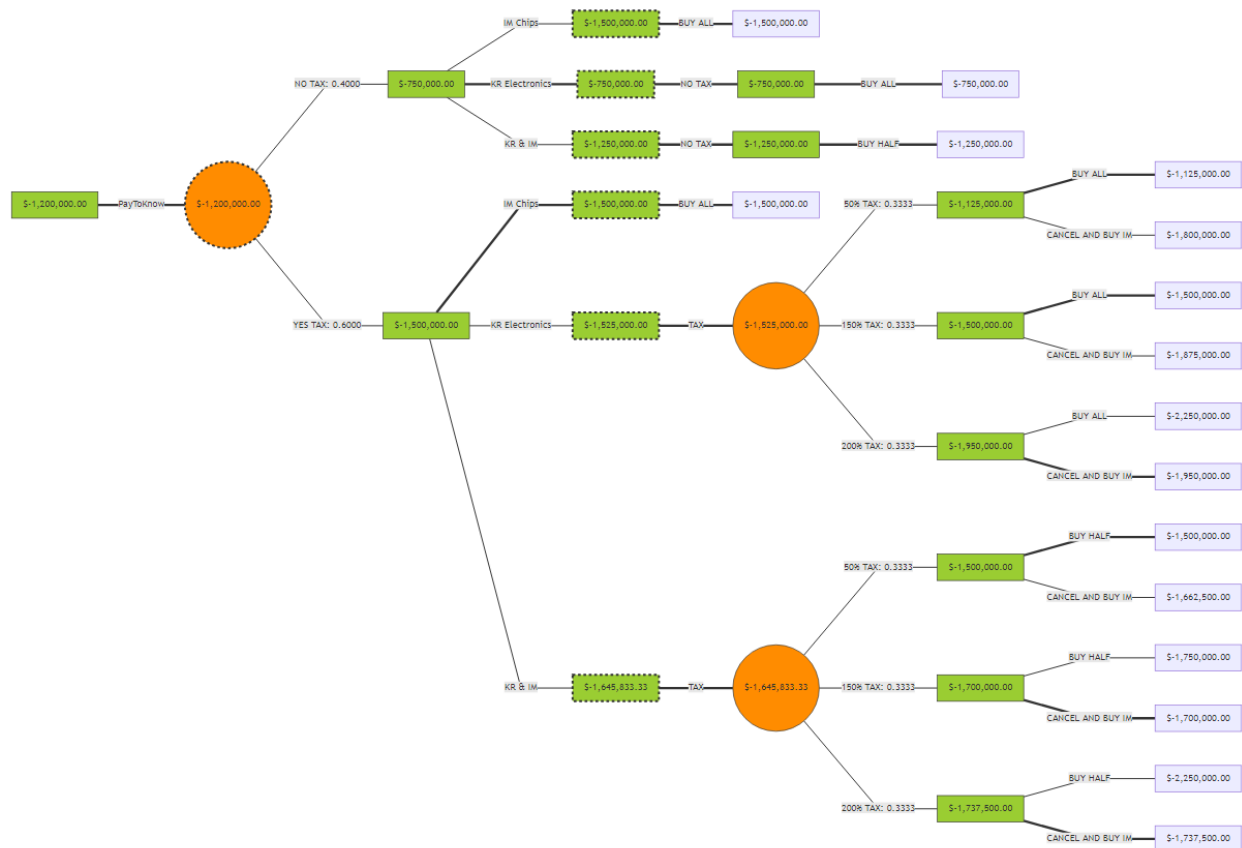 IM Chips
$-1,500,000.00
BUY ALL
$-1,500,000.00
NO TAX: 0.4000
$-750,000.00
KR Electronics
$-750,000.00
NO TAX
$-750,000.00
BUY ALL
$-750,000.00
KR & IM
$-1,250,000.00
NO TAX
$-1,250,000.00
BUY HALF
$-1,250,000.00
$-1,200,000.00
PayToKnow
$-1,200,000.00
IM Chips
$-1,500,000.00
BUY ALL
$-1,500,000.00
50% TAX: 0.3333
$-1,125,000.00
BUY ALL
$-1,125,000.00
CANCEL AND BUY IM
$-1,800,000.00
YES TAX: 0.6000
$-1,500,000.00
KR Electronics
$-1,525,000.00
TAX
$-1,525,000.00
150% TAX: 0.3333
$-1,500,000.00
BUY ALL
$-1,500,000.00
CANCEL AND BUY IM
$-1,875,000.00
200% TAX: 0.3333
$-1,950,000.00
BUY ALL
$-2,250,000.00
CANCEL AND BUY IM
$-1,950,000.00
50% TAX: 0.3333
$-1,500,000.00
BUY HALF
$-1,500,000.00
CANCEL AND BUY IM
$-1,662,500.00
KR & IM
$-1,645,833.33
TAX
$-1,645,833.33
150% TAX: 0.3333
$-1,700,000.00
BUY HALF
$-1,750,000.00
CANCEL AND BUY IM
$-1,700,000.00
200% TAX: 0.3333
$-1,737,500.00
BUY HALF
$-2,250,000.00
CANCEL AND BUY IM
$-1,737,500.00